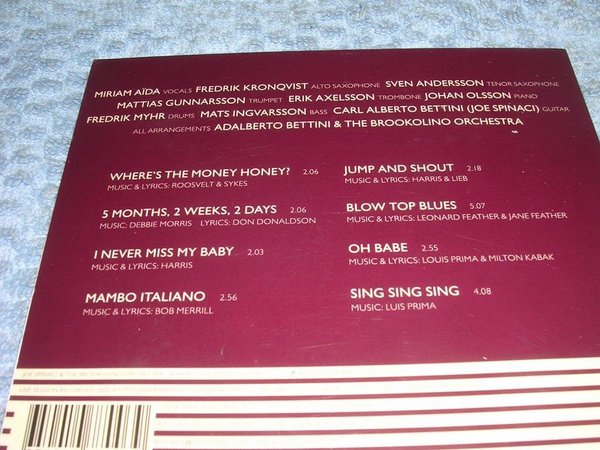 MIRIAM AÏDA VOCALS FREDRIK KRONQVIST ALTO SAXOPHONE SVEN ANDERSSON TENOR SAXOPHONE
MATTIAS GUNNARSSON TRUMPET ERIK AXELSSON TROMBONE JOHAN OLSSON PIANO
FREDRIK MYHR DRUMS MATS INGVARSSON BASS CARL ALBERTO BETTINI (JOE SPINACI) GUITAR
ALL ARRANGEMENTS ADALBERTO BETTINI & THE BROOKOLINO ORCHESTRA
WHERE'S THE MONEY HONEY? 2.06
MUSIC & LYRICS: ROOSVELT & SYKES
5 MONTHS, 2 WEEKS, 2 DAYS 2.06
MUSIC: DEBBIE MORRIS LYRICS: DON DONALDSON
I NEVER MISS MY BABY 2.03
MUSIC & LYRICS: HARRIS
MAMBO ITALIANO 2.56
MUSIC & LYRICS: BOB MERRILL
JUMP AND SHOUT 2.18
MUSIC & LYRICS: HARRIS & LIEB
BLOW TOP BLUES 5.07
MUSIC & LYRICS: LEONARD FEATHER & JANE FEATHER
OH BABE 2.55
MUSIC & LYRICS: LOUIS PRIMA & MILTON KABAK
SING SING SING 4.08
MUSIC: LUIS PRIMA
JOE SPINACI & THE
LIVE SESSION